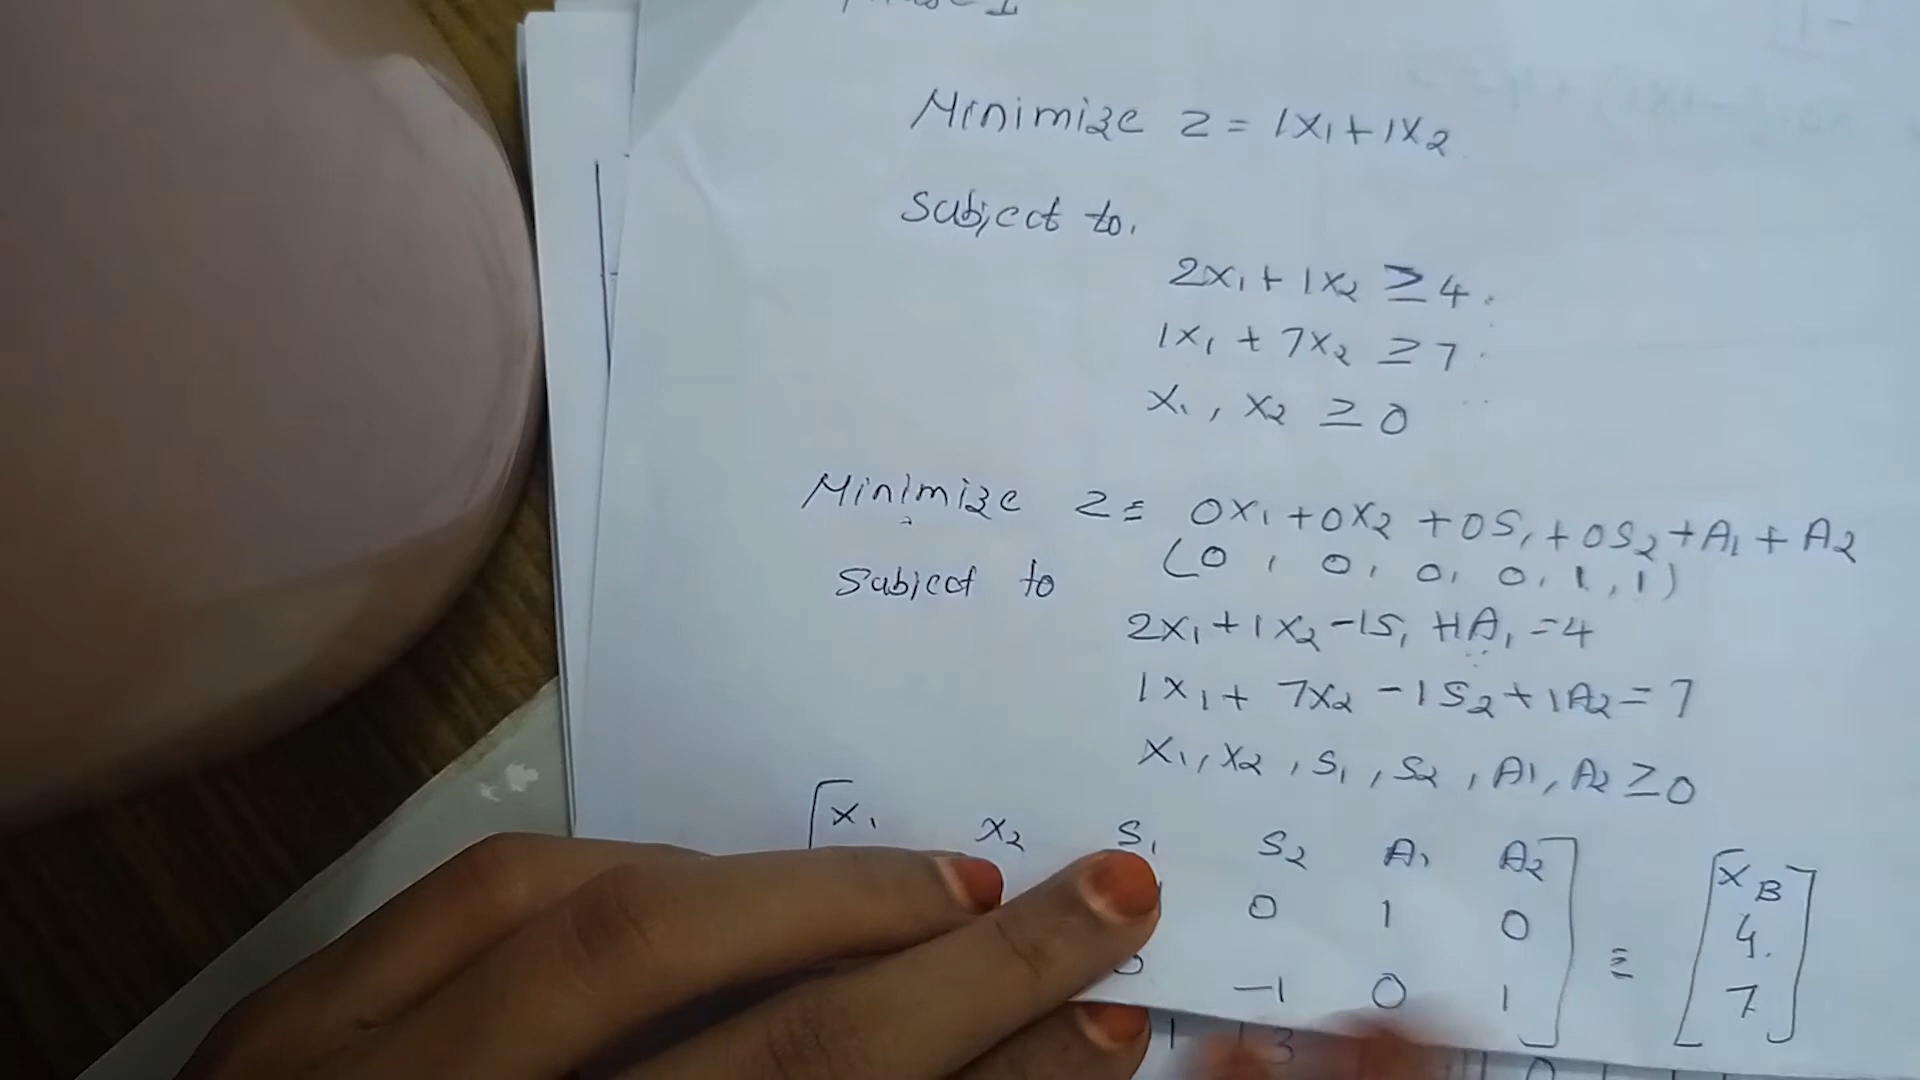 Minimize Z = 1X1 + 1X2
Subject to,
2X1 + 1X2 ≥ 4
1X1 + 7X2 ≥ 7
X1, X2 ≥ 0
Minimize Z = 0X1 + 0X2 + 0S1 + 0S2 + A1 + A2
(0, 0, 0, 0, 1, 1)
Subject to
2X1 + 1X2 - 1S1 + 1A1 = 4
1X1 + 7X2 - 1S2 + 1A2 = 7
X1, X2, S1, S2, A1, A2 ≥ 0
X1 X2 S1 S2 A1 A2 XB
0 1 0 = 4
-1 0 1 7